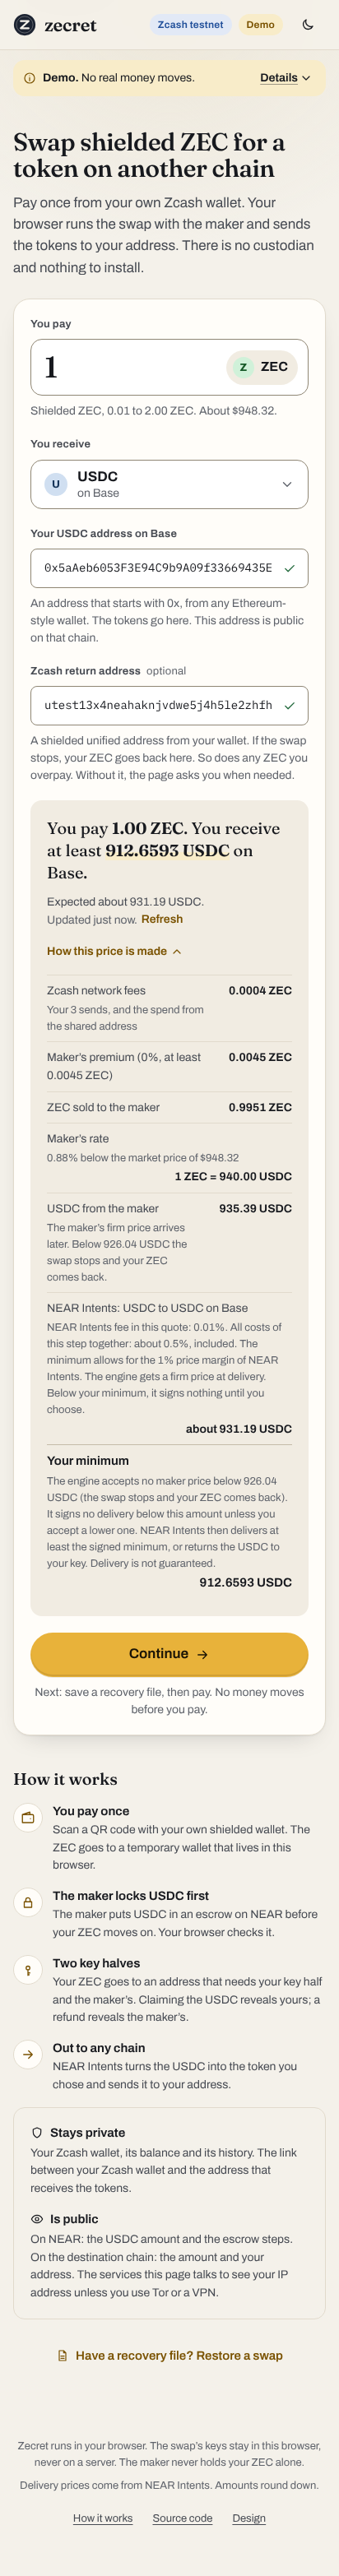 zecret
Zcash testnet
Demo
Demo. No real money moves.
Details
Swap shielded ZEC for a
token on another chain
Pay once from your own Zcash wallet. Your
browser runs the swap with the maker and sends
the tokens to your address. There is no custodian
and nothing to install.
You pay
1
Z ZEC
Shielded ZEC, 0.01 to 2.00 ZEC. About $948.32.
You receive
U USDC
on Base
Your USDC address on Base
0x5aAeb6053F3E94C9b9A09f33669435E
An address that starts with 0x, from any Ethereum-
style wallet. The tokens go here. This address is public
on that chain.
Zcash return address optional
utest13x4neahaknjvdwe5j4h5le2zhfh
A shielded unified address from your wallet. If the swap
stops, your ZEC goes back here. So does any ZEC you
overpay. Without it, the page asks you when needed.
You pay 1.00 ZEC. You receive
at least 912.6593 USDC on
Base.
Expected about 931.19 USDC.
Updated just now. Refresh
How this price is made
Zcash network fees 0.0004 ZEC
Your 3 sends, and the spend from
the shared address
Maker's premium (0%, at least 0.0045 ZEC
0.0045 ZEC)
ZEC sold to the maker 0.9951 ZEC
Maker's rate
0.88% below the market price of $948.32
1 ZEC = 940.00 USDC
USDC from the maker 935.39 USDC
The maker's firm price arrives
later. Below 926.04 USDC the
swap stops and your ZEC
comes back.
NEAR Intents: USDC to USDC on Base
NEAR Intents fee in this quote: 0.01%. All costs of
this step together: about 0.5%, included. The
minimum allows for the 1% price margin of NEAR
Intents. The engine gets a firm price at delivery.
Below your minimum, it signs nothing until you
choose.
about 931.19 USDC
Your minimum
The engine accepts no maker price below 926.04
USDC (the swap stops and your ZEC comes back).
It signs no delivery below this amount unless you
accept a lower one. NEAR Intents then delivers at
least the signed minimum, or returns the USDC to
your key. Delivery is not guaranteed.
912.6593 USDC
Continue →
Next: save a recovery file, then pay. No money moves
before you pay.
How it works
You pay once
Scan a QR code with your own shielded wallet. The
ZEC goes to a temporary wallet that lives in this
browser.
The maker locks USDC first
The maker puts USDC in an escrow on NEAR before
your ZEC moves on. Your browser checks it.
Two key halves
Your ZEC goes to an address that needs your key half
and the maker's. Claiming the USDC reveals yours; a
refund reveals the maker's.
Out to any chain
NEAR Intents turns the USDC into the token you
chose and sends it to your address.
Stays private
Your Zcash wallet, its balance and its history. The link
between your Zcash wallet and the address that
receives the tokens.
Is public
On NEAR: the USDC amount and the escrow steps.
On the destination chain: the amount and your
address. The services this page talks to see your IP
address unless you use Tor or a VPN.
Have a recovery file? Restore a swap
Zecret runs in your browser. The swap's keys stay in this browser,
never on a server. The maker never holds your ZEC alone.
Delivery prices come from NEAR Intents. Amounts round down.
How it works Source code Design